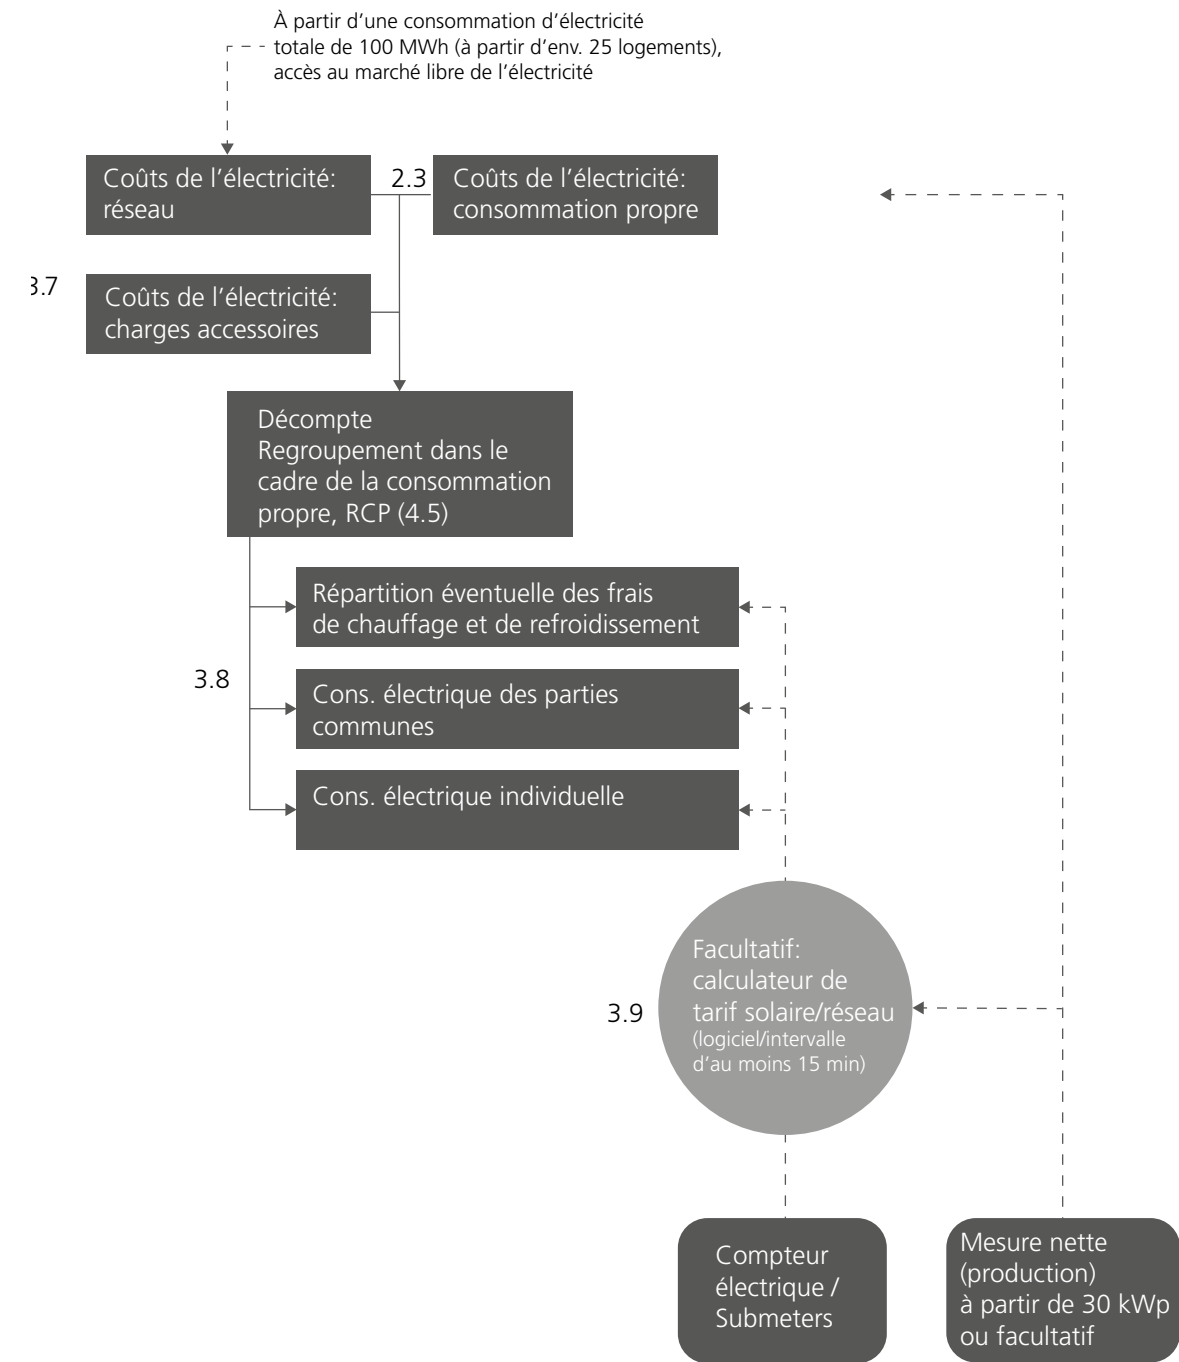 À partir d’une consommation d’électricité
totale de 100 MWh (à partir d’env. 25 logements),
accès au marché libre de l’électricité
Coûts de l’électricité:
réseau
2.3
Coûts de l’électricité:
consommation propre
3.7
Coûts de l’électricité:
charges accessoires
Décompte
Regroupement dans le
cadre de la consommation
propre, RCP (4.5)
Répartition éventuelle des frais
de chauffage et de refroidissement
3.8
Cons. électrique des parties
communes
Cons. électrique individuelle
Facultatif:
calculateur de
tarif solaire/réseau
(logiciel/intervalle
d’au moins 15 min)
3.9
Compteur
électrique /
Submeters
Mesure nette
(production)
à partir de 30 kWp
ou facultatif